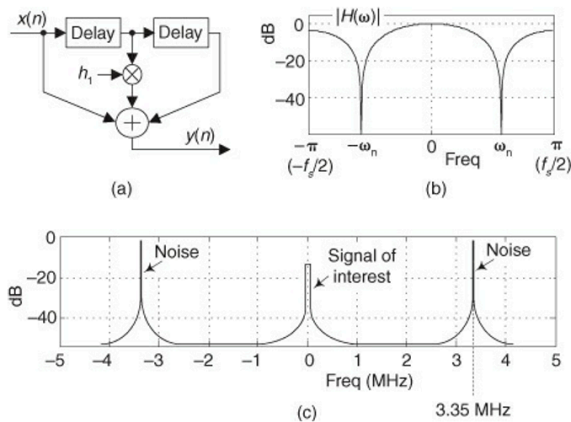 x(n)
Delay
Delay
h1
y(n)
(a)
|H(ω)|
dB
0
−20
−40
−π
−ωn
0
ωn
π
(−fs/2)
Freq
(fs/2)
(b)
dB
0
−20
−40
Noise
Signal of
interest
Noise
−5 −4 −3 −2 −1 0 1 2 3 4 5
Freq (MHz)
3.35 MHz
(c)